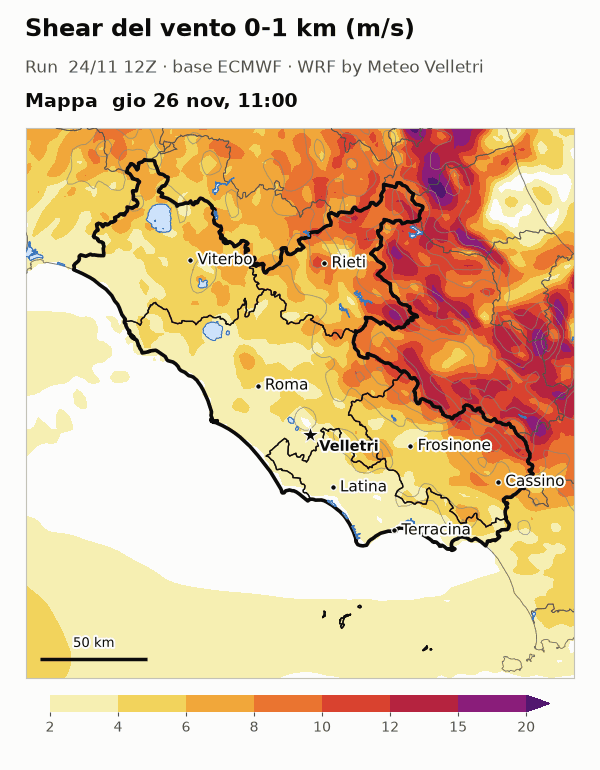 Shear del vento 0-1 km (m/s)
Run  24/11 12Z · base ECMWF · WRF by Meteo Velletri
Mappa  gio 26 nov, 11:00
Viterbo
Rieti
Roma
Velletri
Frosinone
Latina
Cassino
Terracina
50 km
2 4 6 8 10 12 15 20